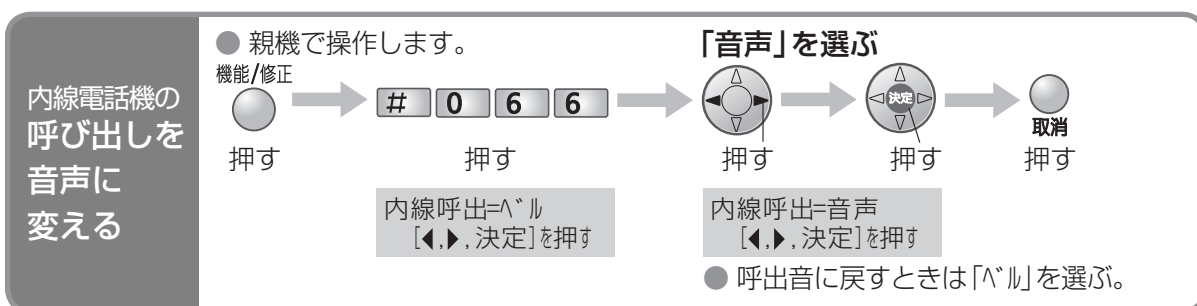 内線電話機の
呼び出しを
音声に
変える
● 親機で操作します。
機能/修正
押す
# 0 6 6
押す
内線呼出=ﾍﾞﾙ
[◀,▶,決定]を押す
「音声」を選ぶ
押す
内線呼出=音声
[◀,▶,決定]を押す
決定
押す
取消
押す
● 呼出音に戻すときは「ﾍﾞﾙ」を選ぶ。